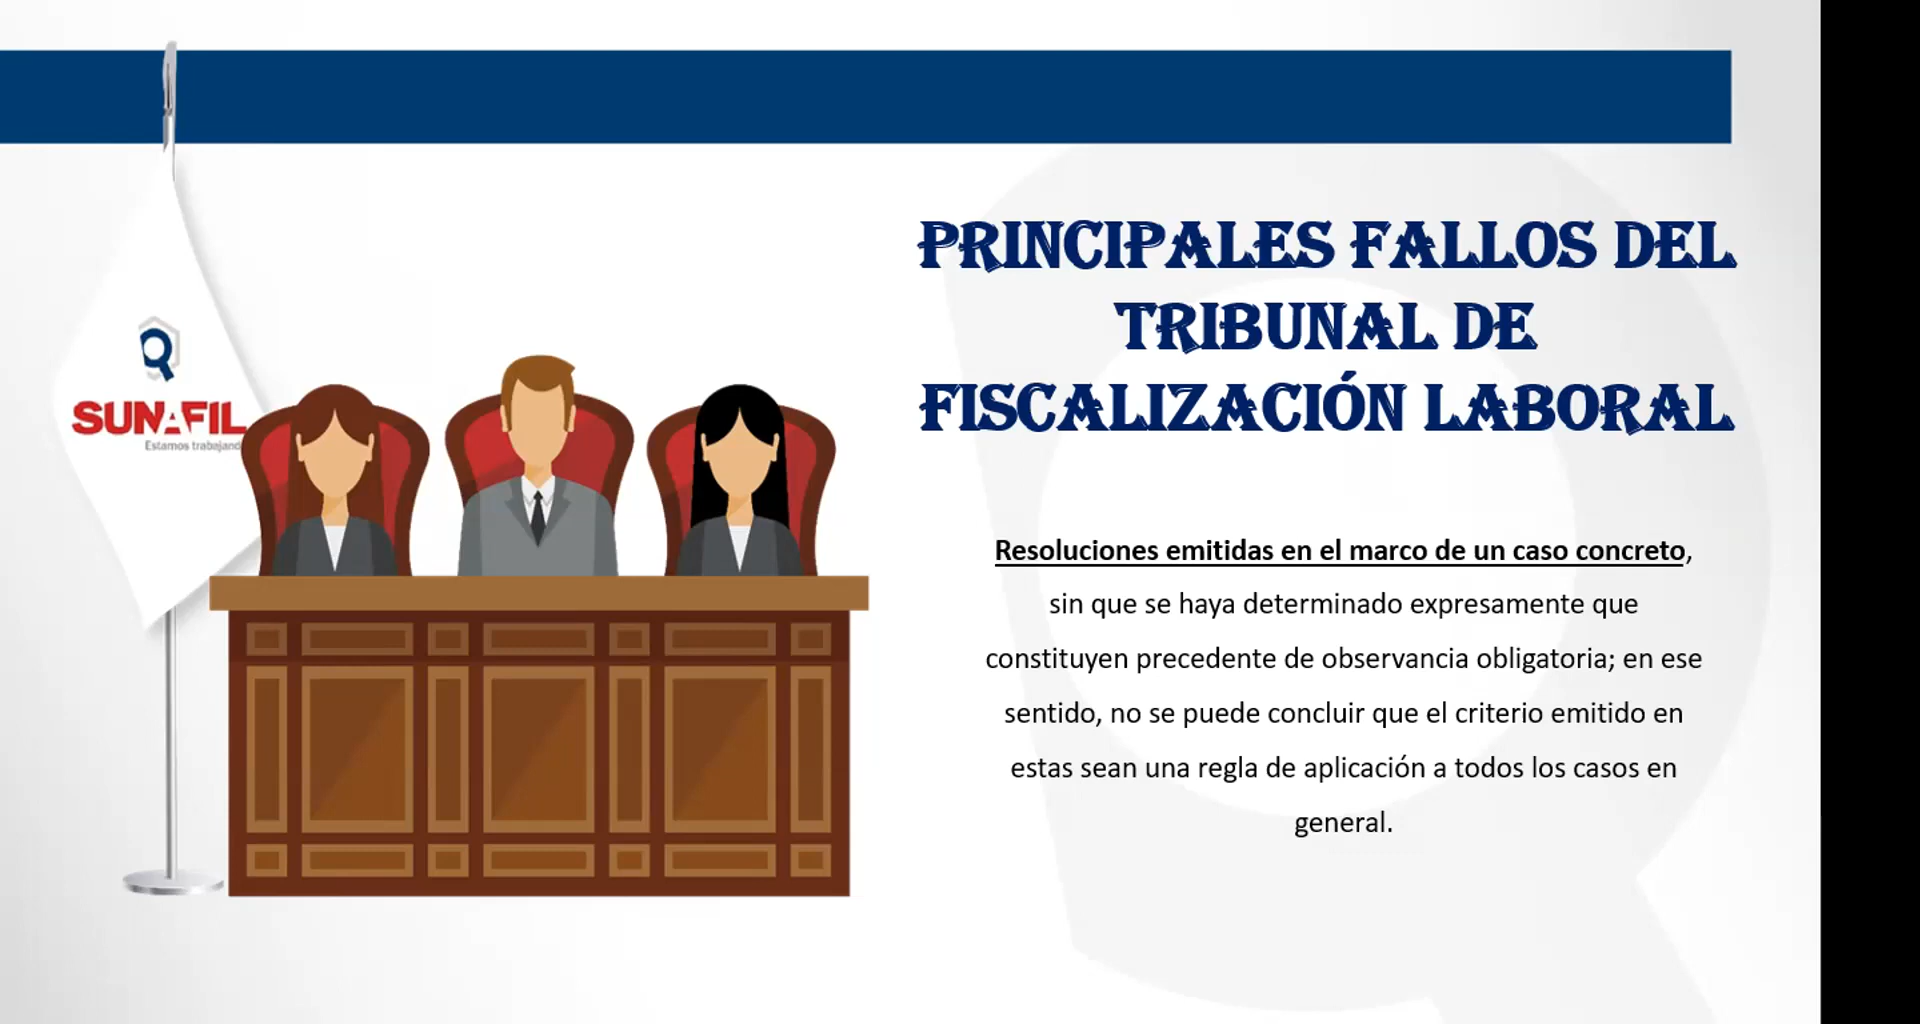 PRINCIPALES FALLOS DEL
TRIBUNAL DE
FISCALIZACIÓN LABORAL
SUNAFIL
Estamos trabajand
Resoluciones emitidas en el marco de un caso concreto,
sin que se haya determinado expresamente que
constituyen precedente de observancia obligatoria; en ese
sentido, no se puede concluir que el criterio emitido en
estas sean una regla de aplicación a todos los casos en
general.